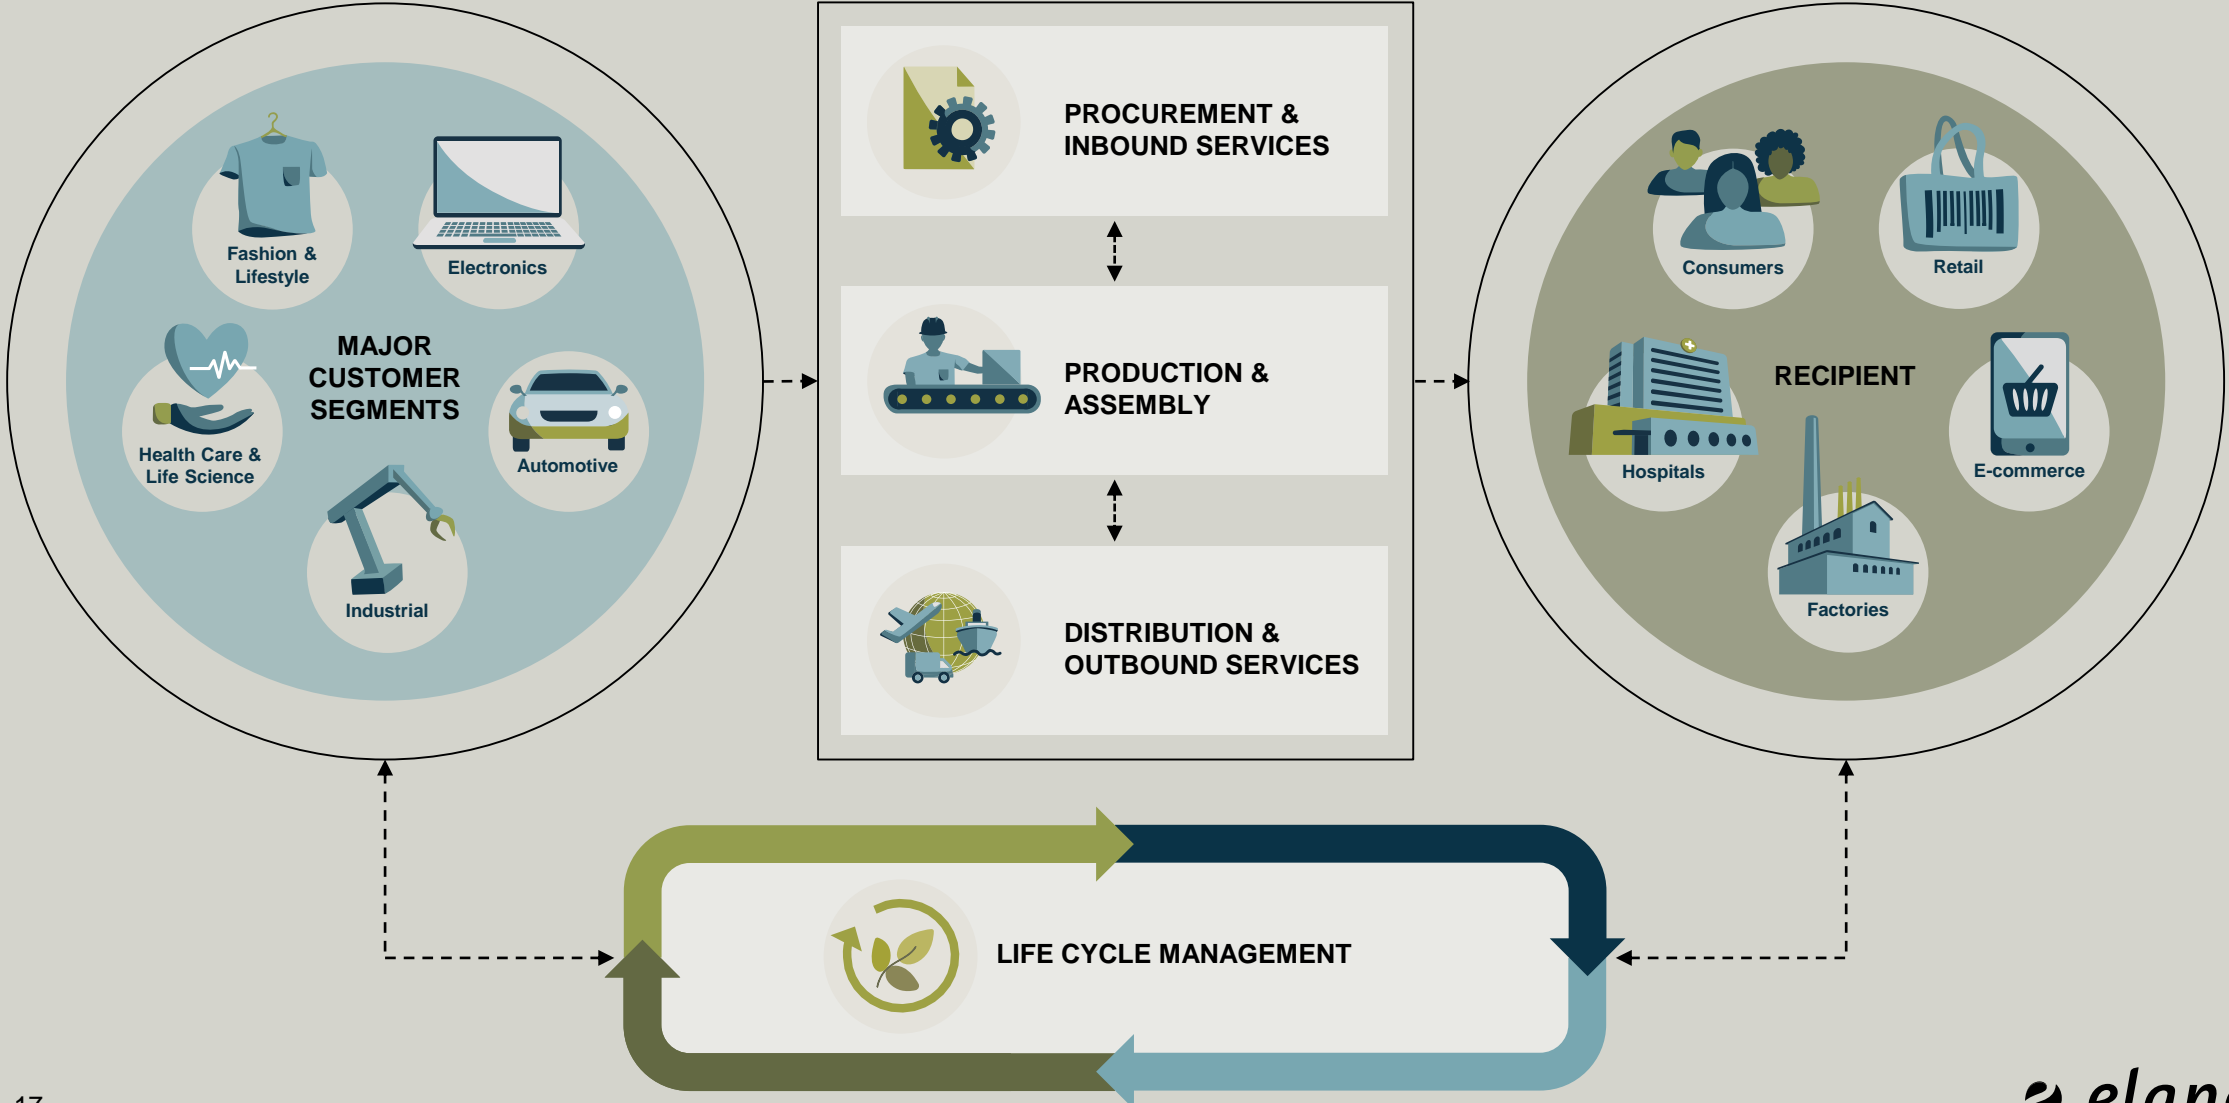 Fashion &
Lifestyle
Electronics
MAJOR
CUSTOMER
SEGMENTS
Health Care &
Life Science
Automotive
Industrial
PROCUREMENT &
INBOUND SERVICES
PRODUCTION &
ASSEMBLY
DISTRIBUTION &
OUTBOUND SERVICES
Consumers
Retail
RECIPIENT
Hospitals
E-commerce
Factories
LIFE CYCLE MANAGEMENT
17